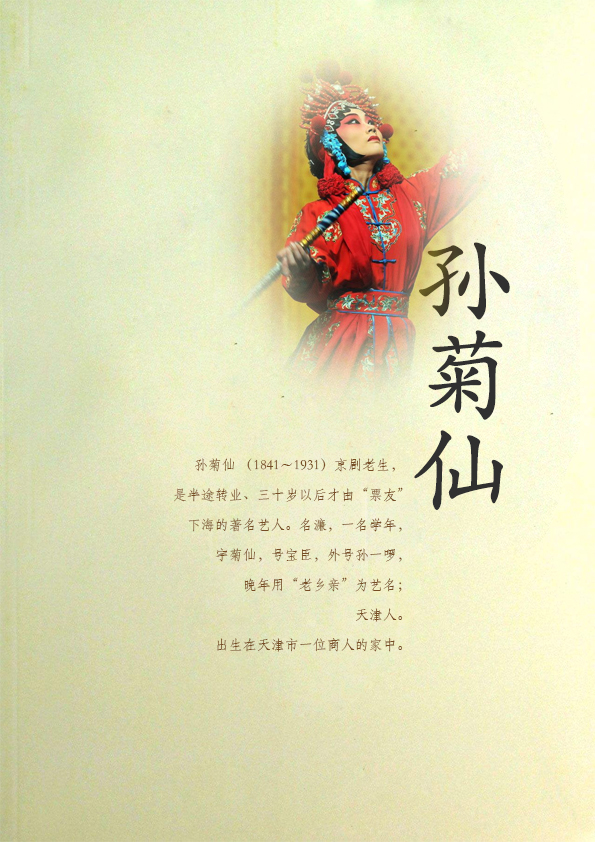 孙菊仙
孙菊仙（1841～1931）京剧老生，
是半途转业、三十岁以后才由“票友”
下海的著名艺人。名濂，一名学年，
字菊仙，号宝臣，外号孙一啰，
晚年用“老乡亲”为艺名；
天津人。
出生在天津市一位商人的家中。